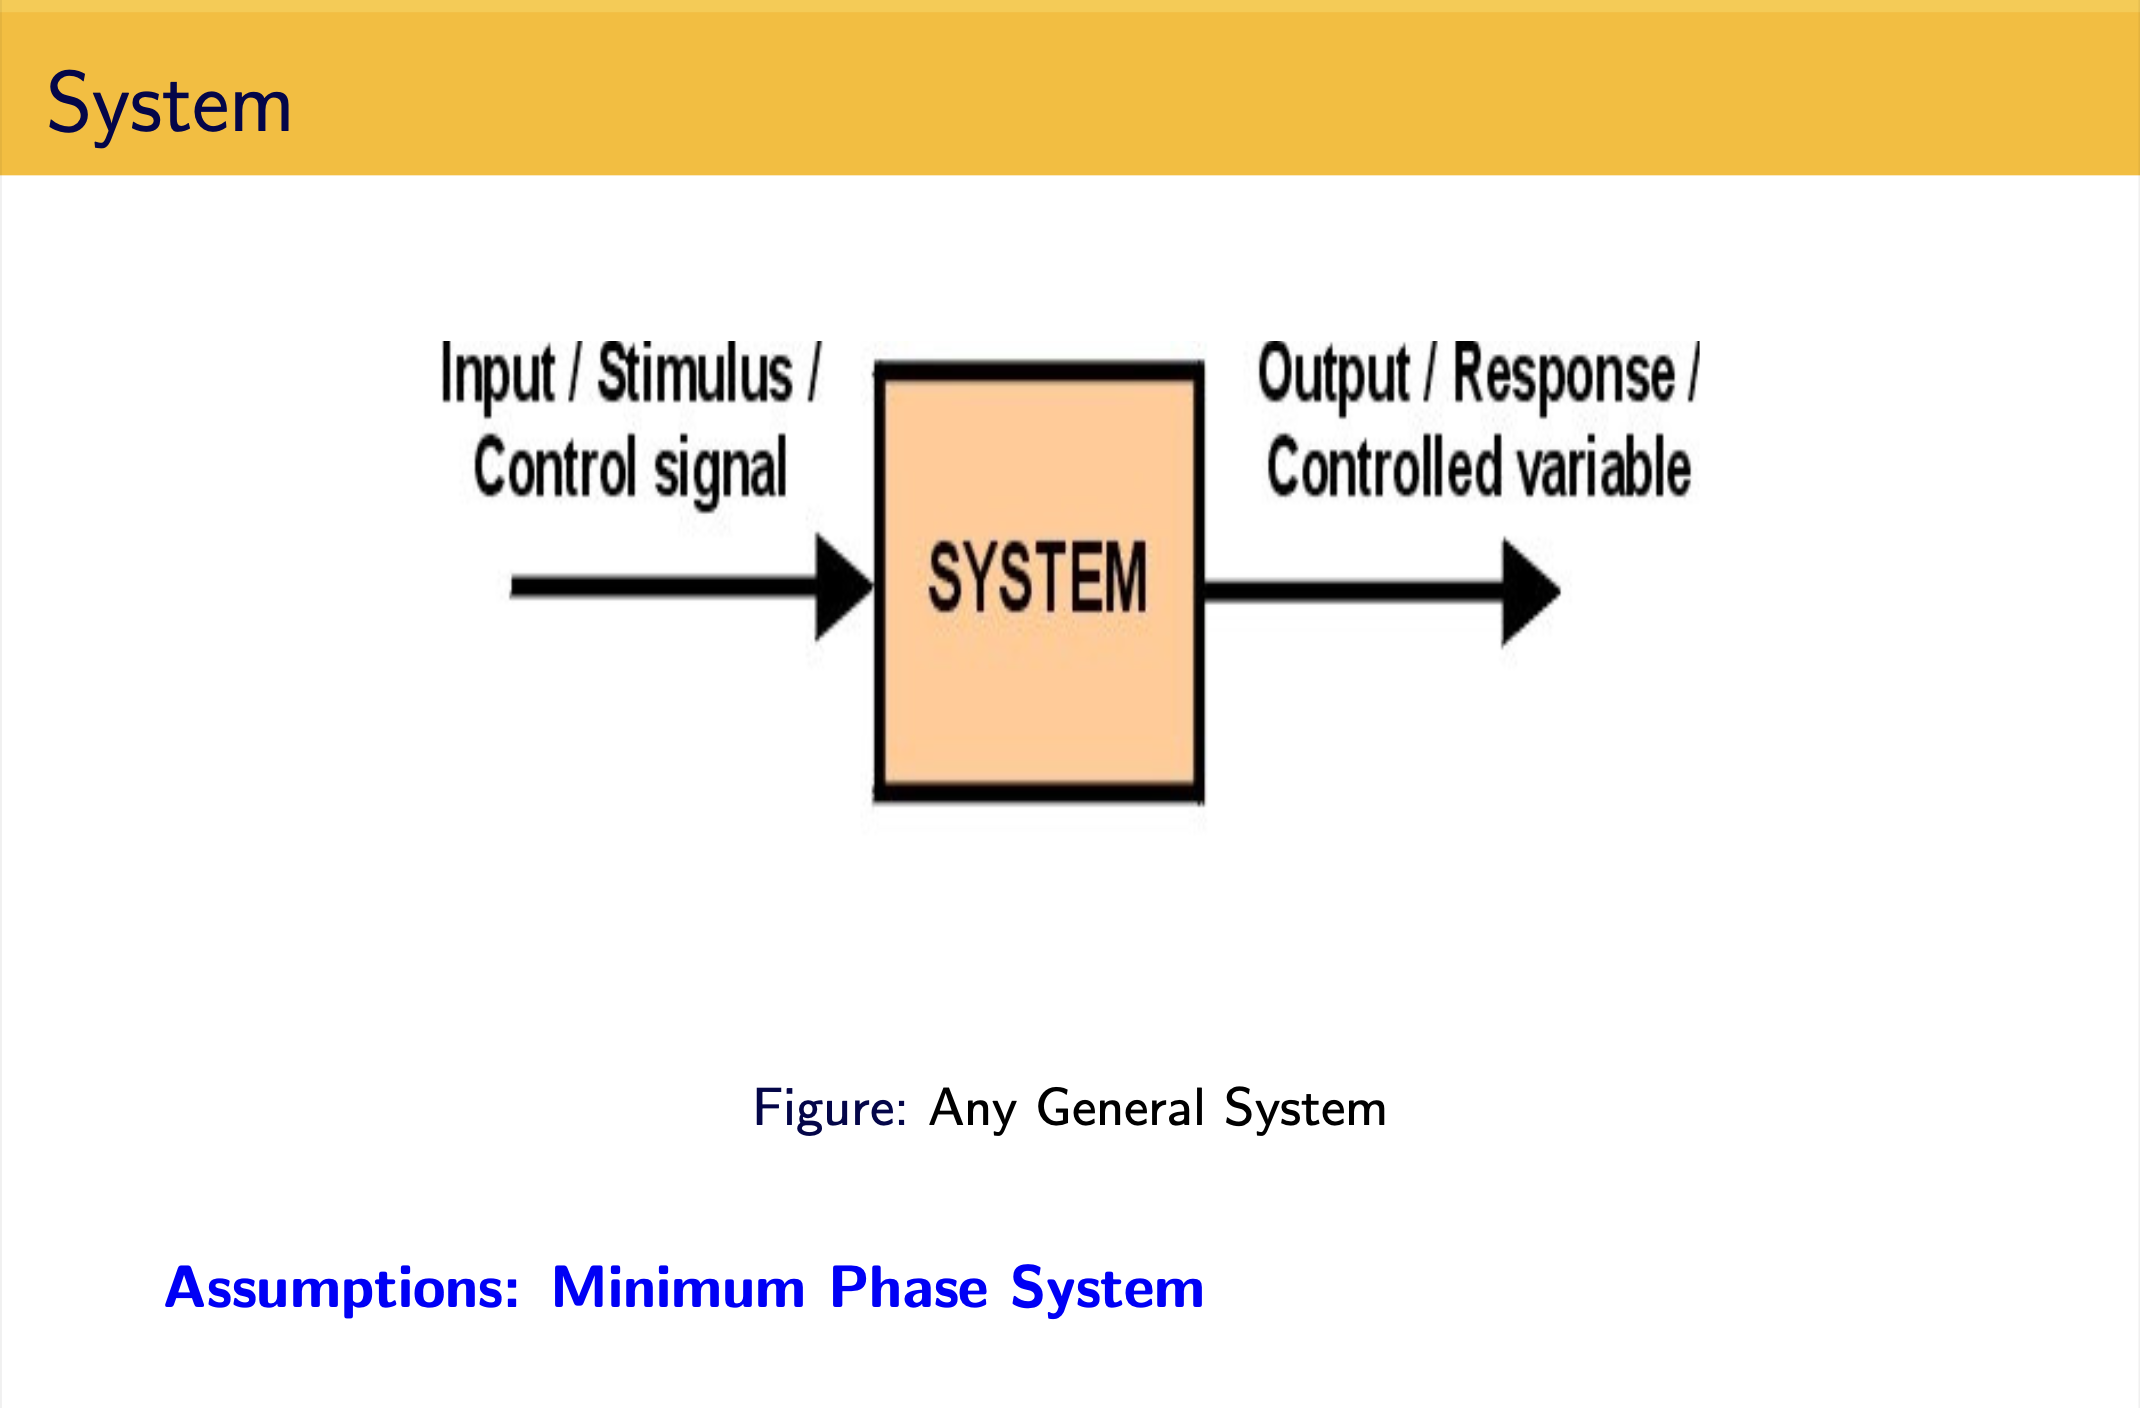 System
Input / Stimulus /
Control signal
SYSTEM
Output / Response /
Controlled variable
Figure: Any General System
Assumptions: Minimum Phase System